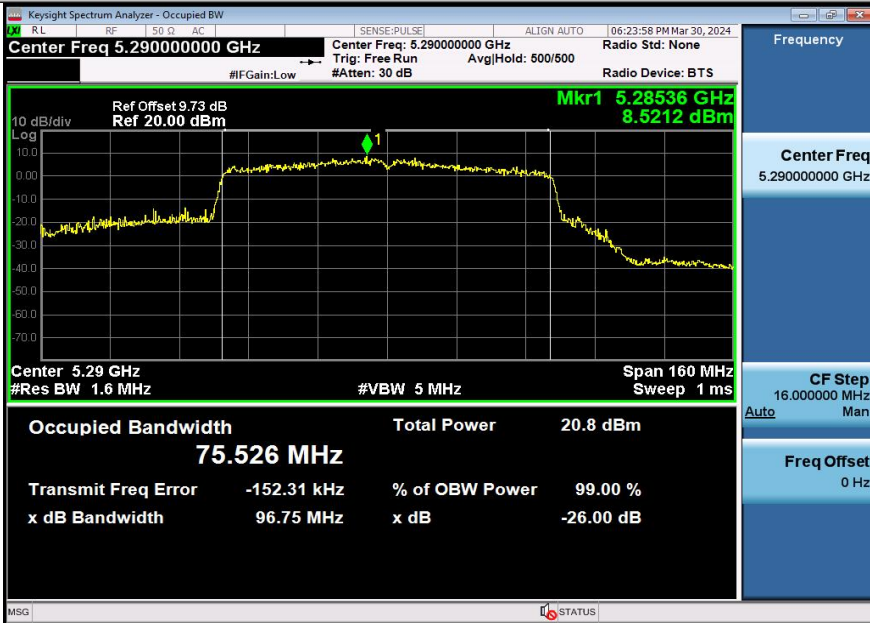 Keysight Spectrum Analyzer - Occupied BW
LXI RL RF 50 Ω AC SENSE:PULSE ALIGN AUTO 06:23:58 PM Mar 30, 2024
Center Freq 5.290000000 GHz
Center Freq: 5.290000000 GHz Radio Std: None
Trig: Free Run Avg|Hold: 500/500
#IFGain:Low #Atten: 30 dB Radio Device: BTS
Frequency
Mkr1 5.28536 GHz
8.5212 dBm
Ref Offset 9.73 dB
10 dB/div Ref 20.00 dBm
Log
10.0
0.00
-10.0
-20.0
-30.0
-40.0
-50.0
-60.0
-70.0
1
Center 5.29 GHz Span 160 MHz
#Res BW 1.6 MHz #VBW 5 MHz Sweep 1 ms
Center Freq
5.290000000 GHz
CF Step
16.000000 MHz
Auto Man
Freq Offset
0 Hz
Occupied Bandwidth Total Power 20.8 dBm
75.526 MHz
Transmit Freq Error -152.31 kHz % of OBW Power 99.00 %
x dB Bandwidth 96.75 MHz x dB -26.00 dB
MSG STATUS